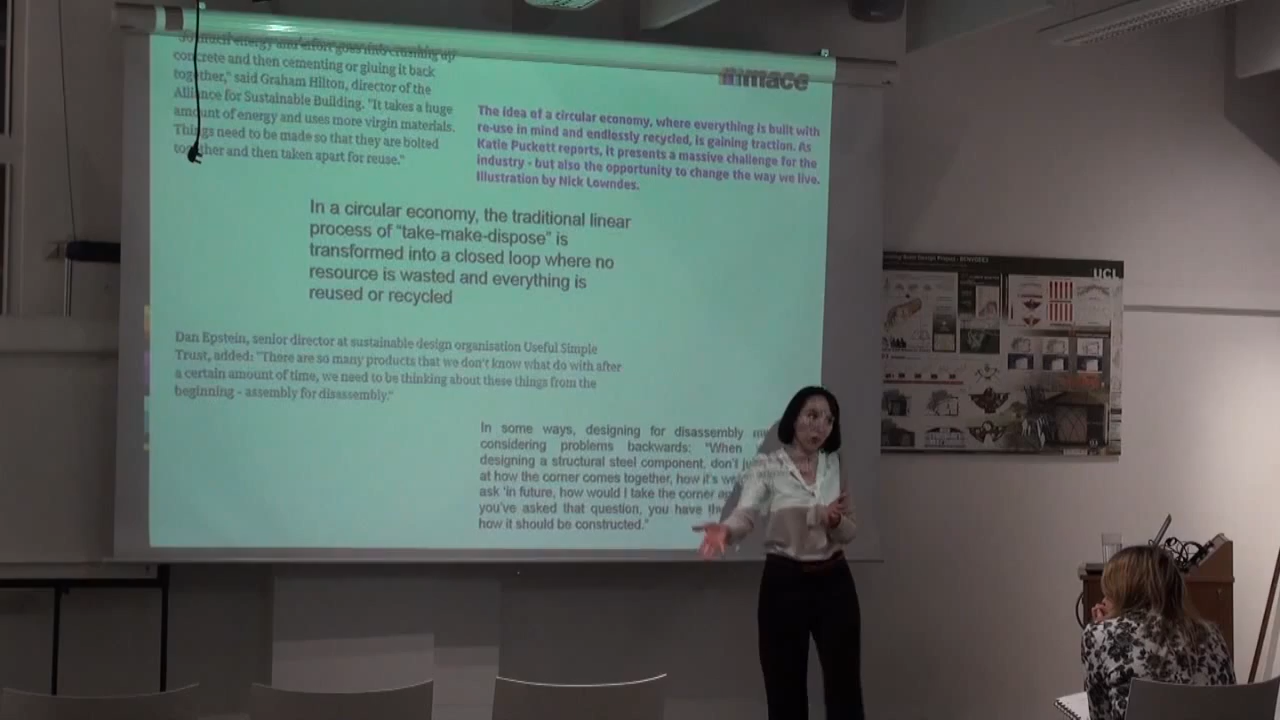 "So much energy and effort goes into crushing up
concrete and then cementing or gluing it back
together," said Graham Hilton, director of the
Alliance for Sustainable Building. "It takes a huge
amount of energy and uses more virgin materials.
Things need to be made so that they are bolted
together and then taken apart for reuse."
mace
The idea of a circular economy, where everything is built with
re-use in mind and endlessly recycled, is gaining traction. As
Katie Puckett reports, it presents a massive challenge for the
industry - but also the opportunity to change the way we live.
Illustration by Nick Lowndes.
In a circular economy, the traditional linear
process of "take-make-dispose" is
transformed into a closed loop where no
resource is wasted and everything is
reused or recycled
Dan Epstein, senior director at sustainable design organisation Useful Simple
Trust, added: "There are so many products that we don't know what do with after
a certain amount of time, we need to be thinking about these things from the
beginning - assembly for disassembly."
In some ways, designing for disassembly
considering problems backwards: "When
designing a structural steel component, don't
at how the corner comes together, how it's
ask 'in future, how would I take the corner
you've asked that question, you have
how it should be constructed."
UCL